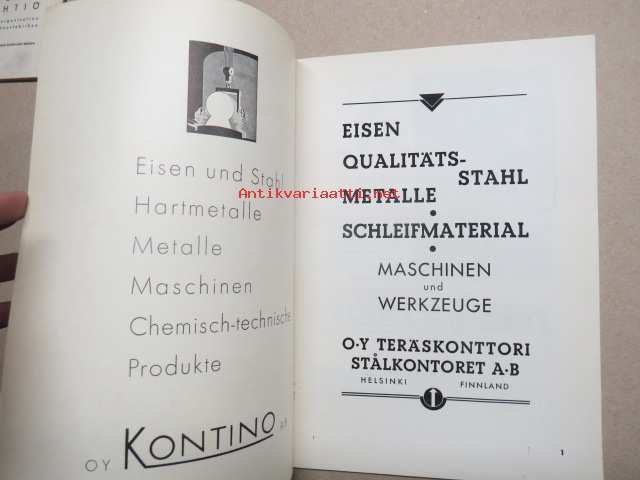 Eisen und Stahl
Hartmetalle
Metalle
Maschinen
Chemisch-technische
Produkte
OY KONTINO AB
Antikvariaatti.net
EISEN
QUALITÄTS-
STAHL
METALLE
SCHLEIFMATERIAL
MASCHINEN
und
WERKZEUGE
O·Y TERÄSKONTTORI
STÅLKONTORET A·B
HELSINKI FINNLAND
1